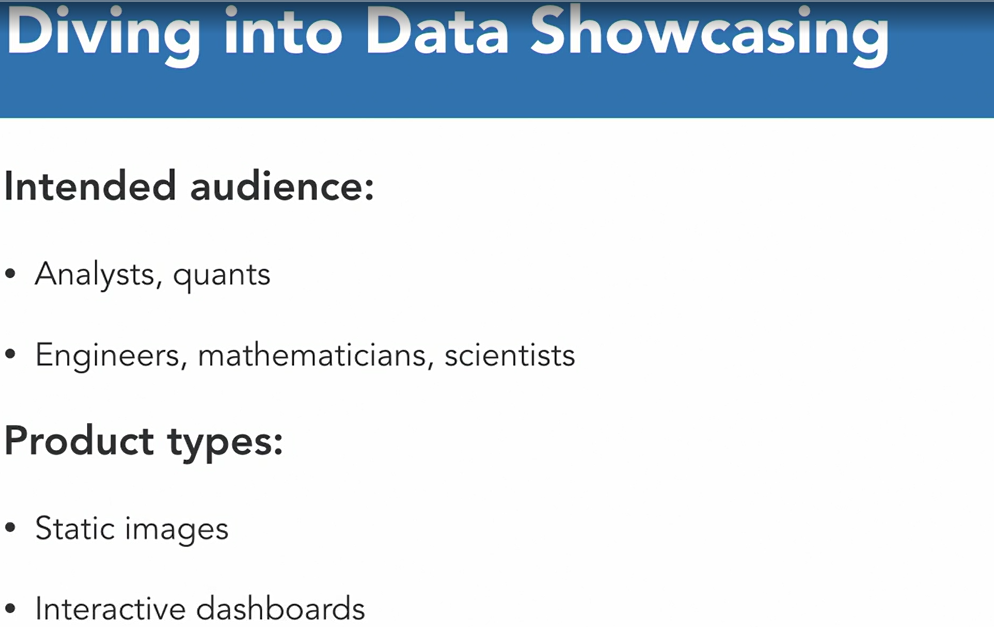 Diving into Data Showcasing
Intended audience:
• Analysts, quants
• Engineers, mathematicians, scientists
Product types:
• Static images
• Interactive dashboards